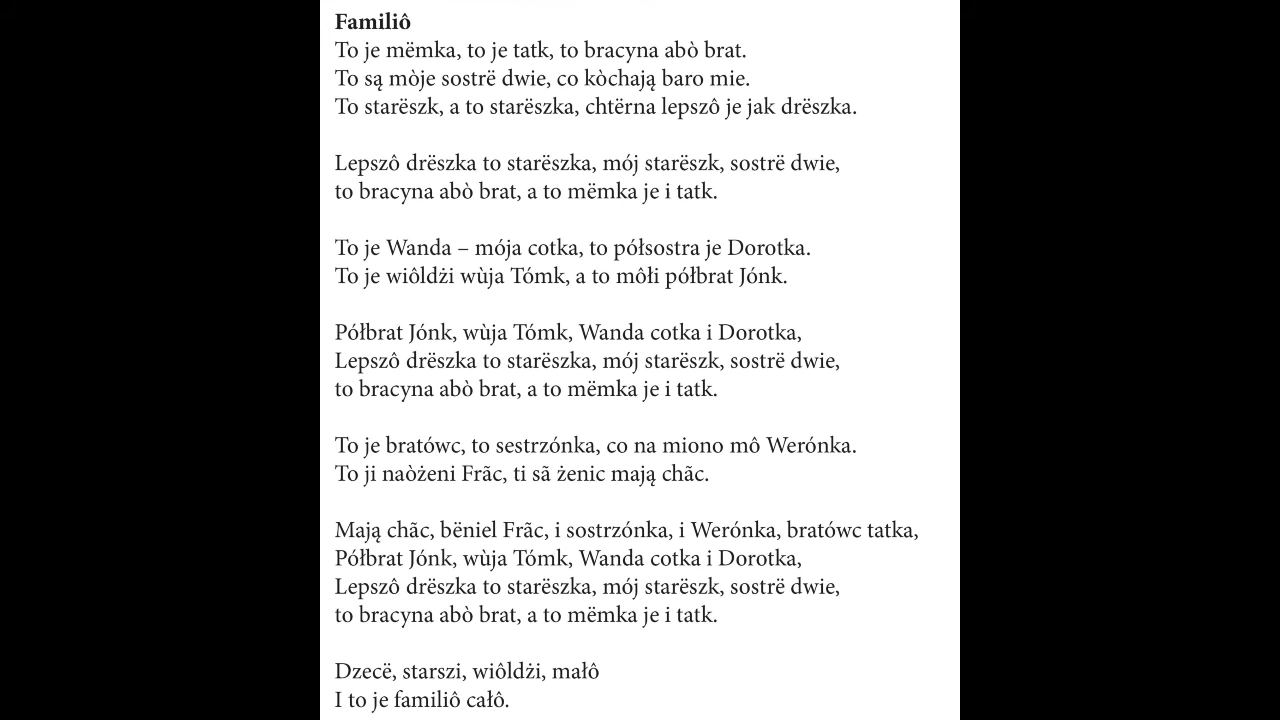 Familiô
To je mëmka, to je tatk, to bracyna abò brat.
To są mòje sostrë dwie, co kòchają baro mie.
To starëszk, a to starëszka, chtërna lepszô je jak drëszka.
Lepszô drëszka to starëszka, mój starëszk, sostrë dwie,
to bracyna abò brat, a to mëmka je i tatk.
To je Wanda – mója cotka, to półsostra je Dorotka.
To je wiôldżi wùja Tómk, a to môłi półbrat Jónk.
Półbrat Jónk, wùja Tómk, Wanda cotka i Dorotka,
Lepszô drëszka to starëszka, mój starëszk, sostrë dwie,
to bracyna abò brat, a to mëmka je i tatk.
To je bratówc, to sestrzónka, co na miono mô Werónka.
To ji naòżeni Frãc, ti sã żenic mają chãc.
Mają chãc, bëniel Frãc, i sostrzónka, i Werónka, bratówc tatka,
Półbrat Jónk, wùja Tómk, Wanda cotka i Dorotka,
Lepszô drëszka to starëszka, mój starëszk, sostrë dwie,
to bracyna abò brat, a to mëmka je i tatk.
Dzecë, starszi, wiôldżi, małô
I to je familiô całô.